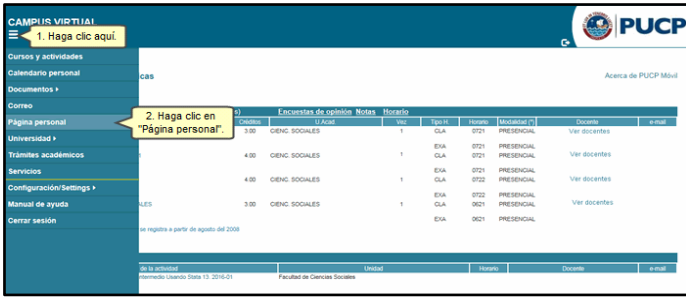 CAMPUS VIRTUAL
1. Haga clic aquí.
PUCP
Cursos y actividades
Calendario personal
cas
Acerca de PUCP Móvil
Documentos
Correo
Página personal
2. Haga clic en
"Página personal".
s)
Encuestas de opinión Notas Horario
Créditos U.Acad. Vez Tipo H. Horario Modalidad (*) Docente e-mail
3.00 CIENC. SOCIALES 1 CLA 0721 PRESENCIAL Ver docentes
Universidad
EXA 0721 PRESENCIAL
Trámites académicos
4.00 CIENC. SOCIALES 1 CLA 0721 PRESENCIAL Ver docentes
EXA 0721 PRESENCIAL
Servicios
4.00 CIENC. SOCIALES 1 CLA 0722 PRESENCIAL Ver docentes
Configuración/Settings
EXA 0722 PRESENCIAL
Manual de ayuda
ALES 3.00 CIENC. SOCIALES 1 CLA 0621 PRESENCIAL Ver docentes
Cerrar sesión
EXA 0621 PRESENCIAL
se registra a partir de agosto del 2008
de la actividad Unidad Horario Docente e-mail
ntermedio Usando Stata 13. 2016-01 Facultad de Ciencias Sociales